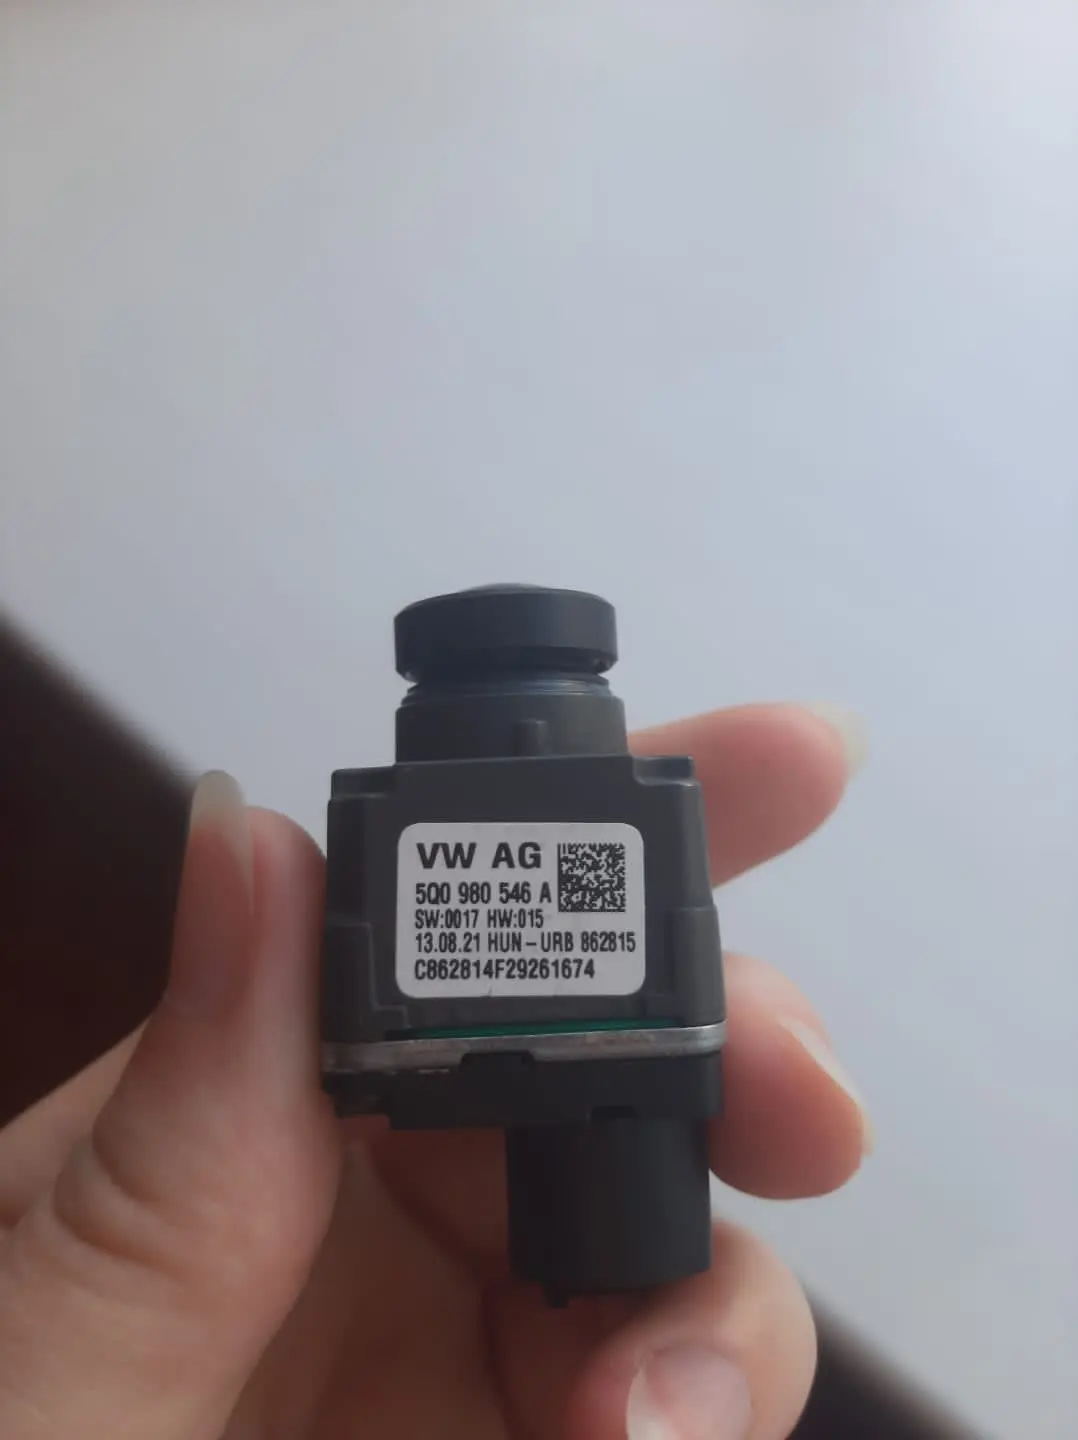 VW AG
5Q0 980 546 A
SW:0017 HW:015
13.08.21 HUN-URB 862815
C862814F29261674